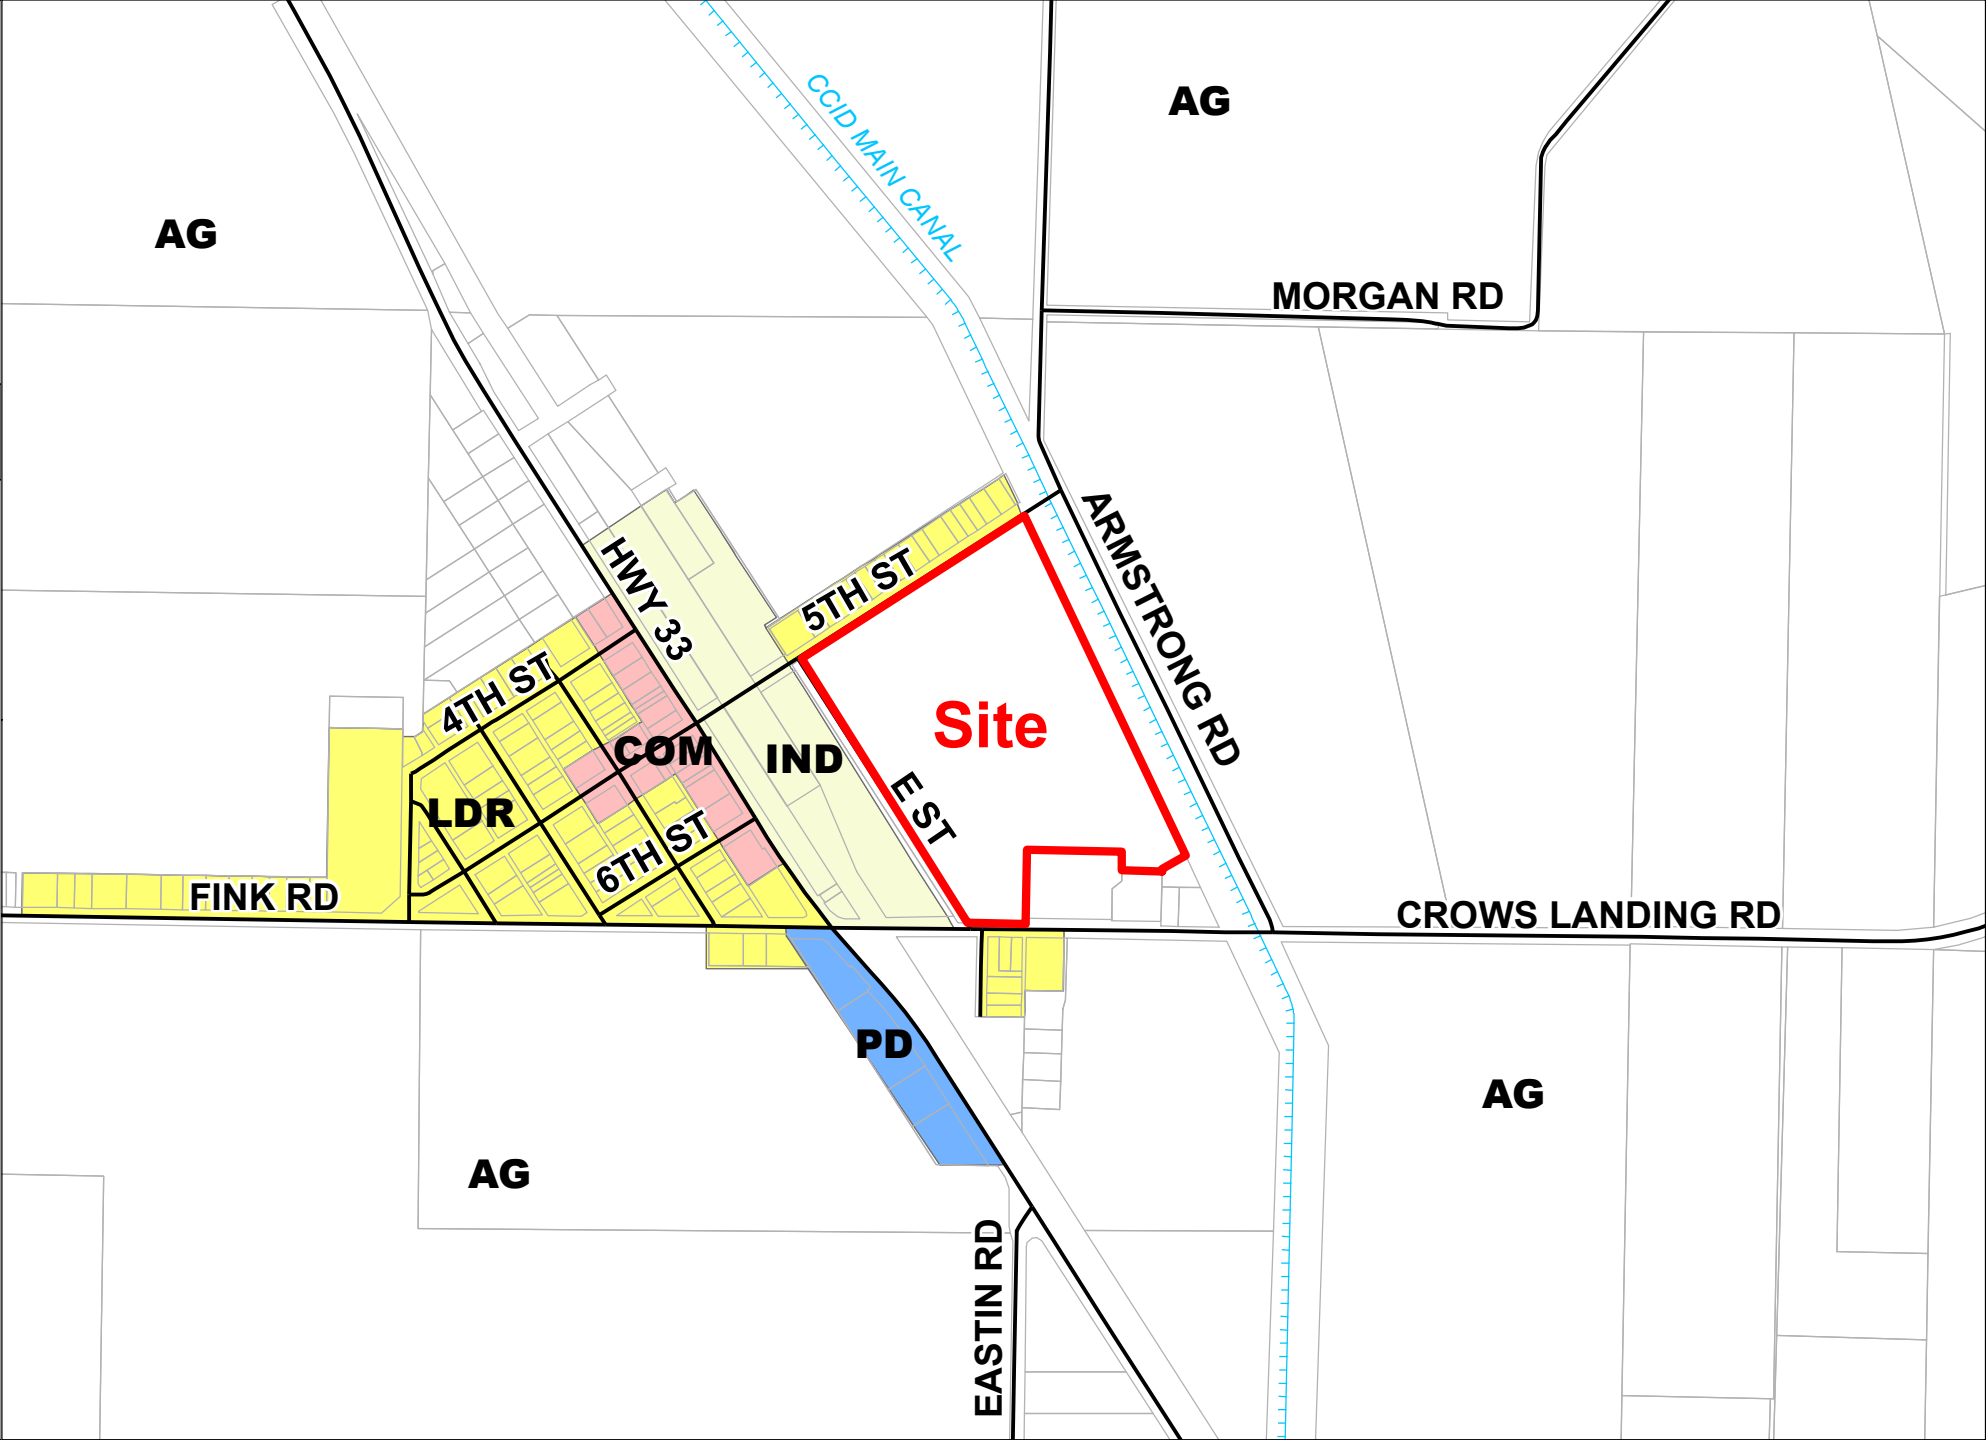 CCID MAIN CANAL
AG
AG
MORGAN RD
HWY 33
5TH ST
ARMSTRONG RD
4TH ST
Site
COM
IND
LDR
E ST
6TH ST
FINK RD
CROWS LANDING RD
PD
AG
AG
EASTIN RD